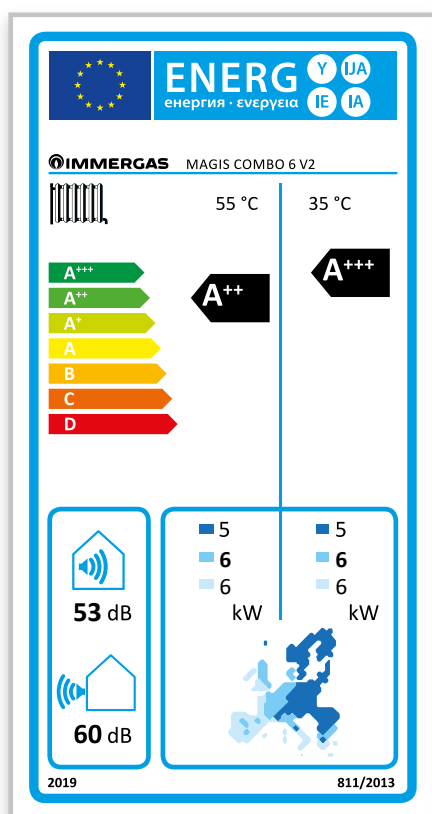 ENERG Y IJA
енергия · ενεργεια IE IA
IMMERGAS MAGIS COMBO 6 V2
55 °C 35 °C
A+++
A++
A+
A
B
C
D
A++
A+++
5 5
6 6
6 6
kW kW
53 dB
60 dB
2019 811/2013